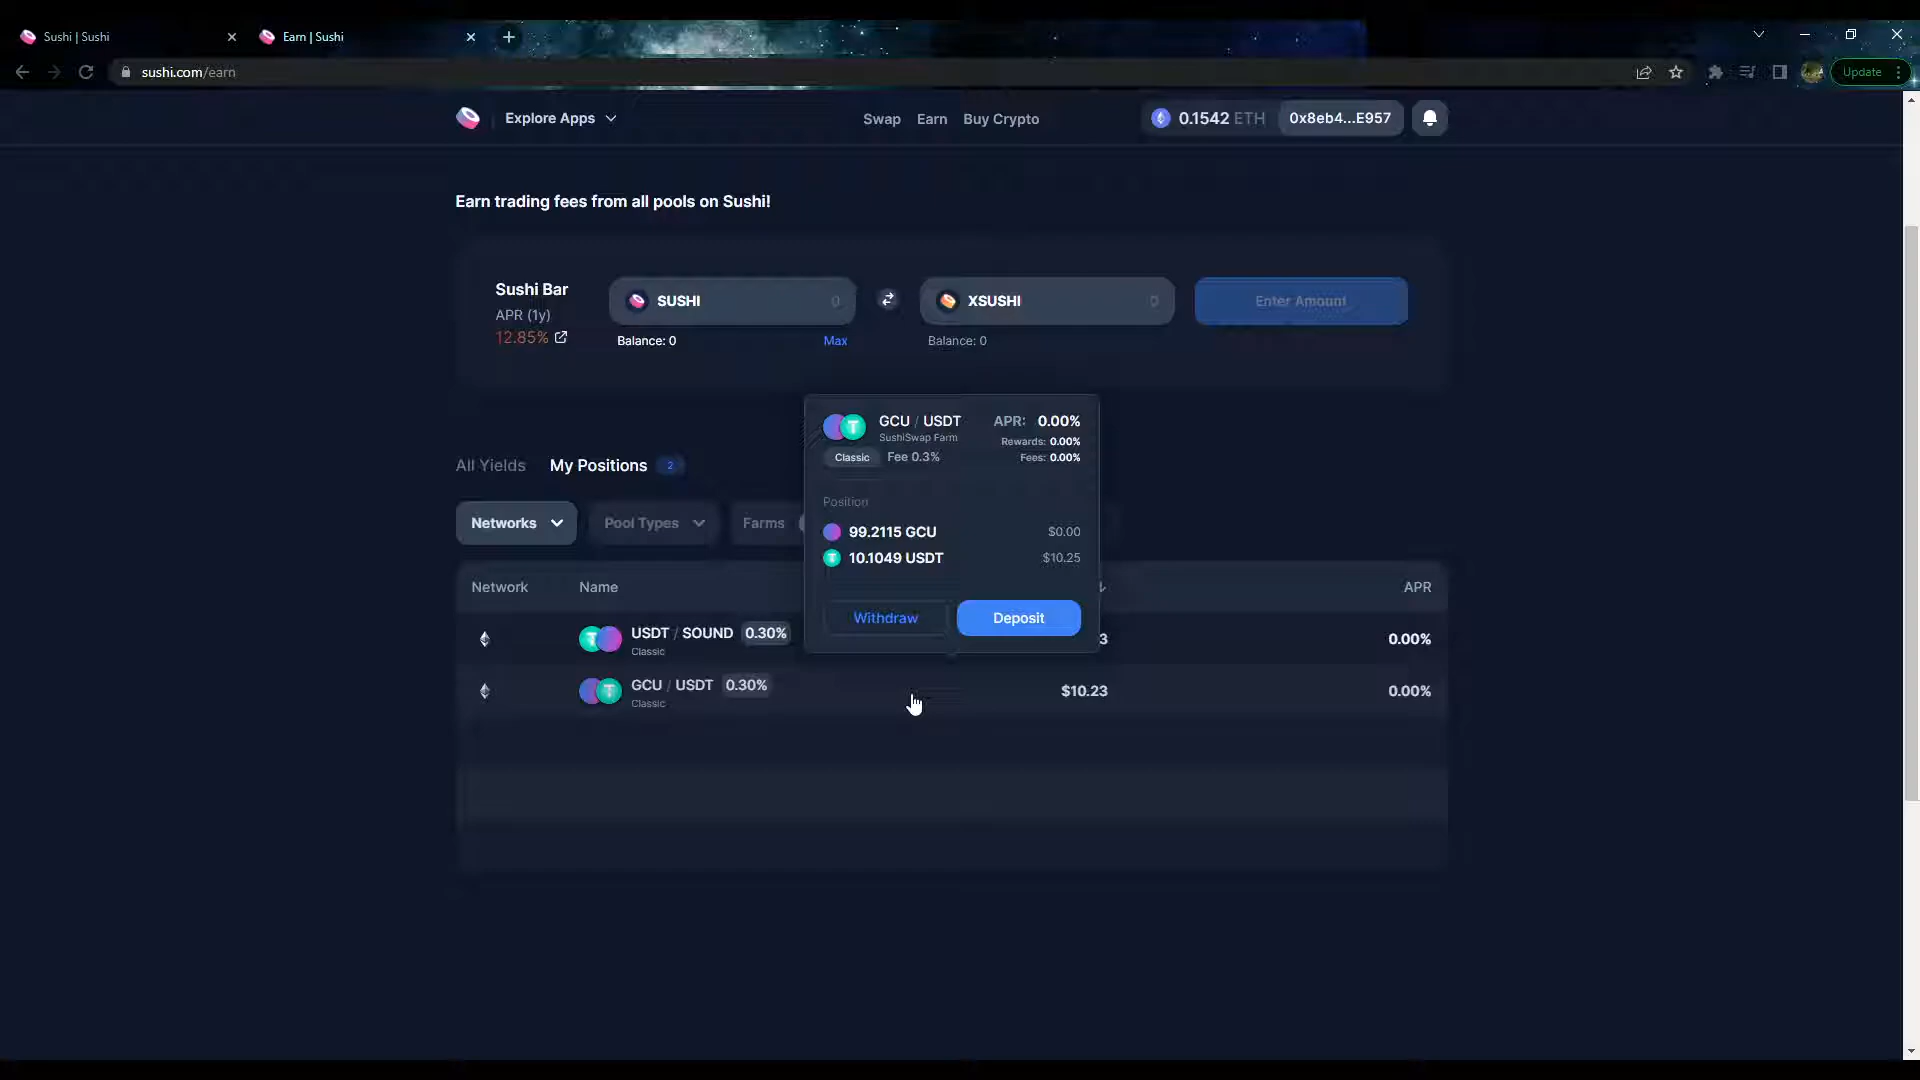 Sushi | Sushi
Earn | Sushi
sushi.com/earn
Update
Explore Apps
Swap Earn Buy Crypto
0.1542 ETH
0x8eb4...E957
Earn trading fees from all pools on Sushi!
Sushi Bar
APR (1y)
12.85%
SUSHI 0
Balance: 0 Max
XSUSHI 0
Balance: 0
Enter Amount
All Yields My Positions 2
Networks Pool Types Farms
GCU / USDT APR: 0.00%
SushiSwap Farm Rewards: 0.00%
Classic Fee 0.3% Fees: 0.00%
Position
99.2115 GCU $0.00
10.1049 USDT $10.25
Withdraw Deposit
Network Name APR
USDT / SOUND 0.30% 3 0.00%
Classic
GCU / USDT 0.30% $10.23 0.00%
Classic